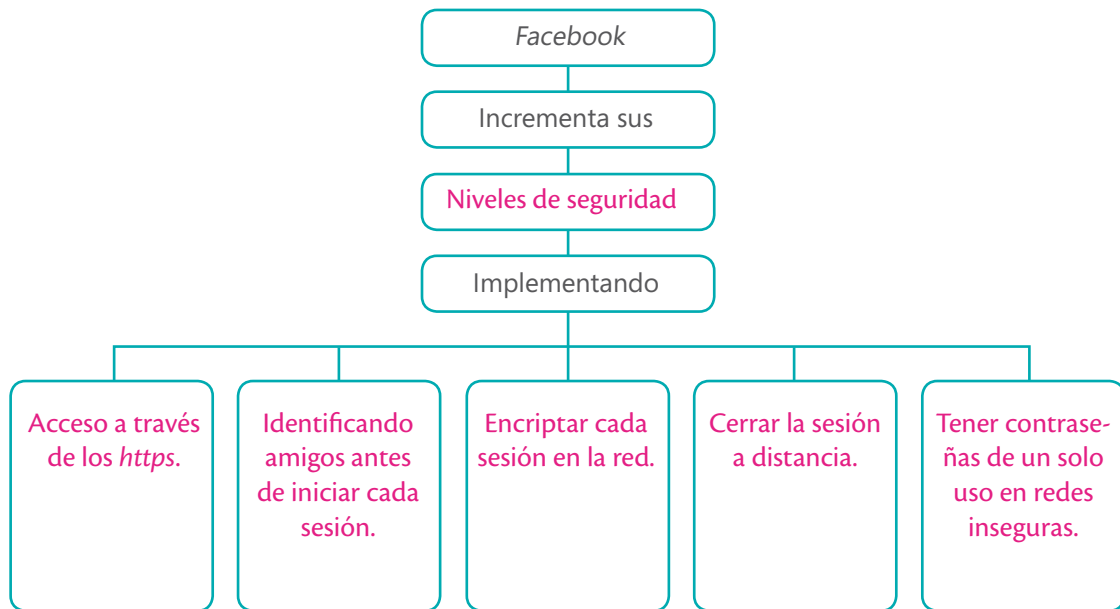 Facebook
Incrementa sus
Niveles de seguridad
Implementando
Acceso a través
de los https.
Identificando
amigos antes
de iniciar cada
sesión.
Encriptar cada
sesión en la red.
Cerrar la sesión
a distancia.
Tener contrase-
ñas de un solo
uso en redes
inseguras.